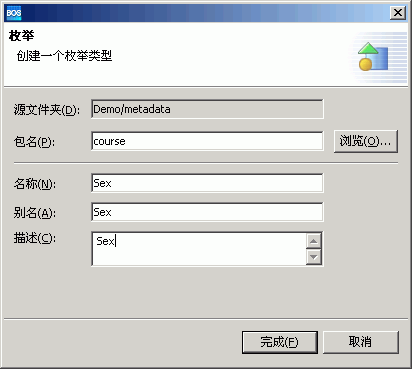 BOS
枚举
创建一个枚举类型
源文件夹(D): Demo/metadata
包名(P): course 浏览(O)...
名称(N): Sex
别名(A): Sex
描述(C): Sex
完成(F) 取消